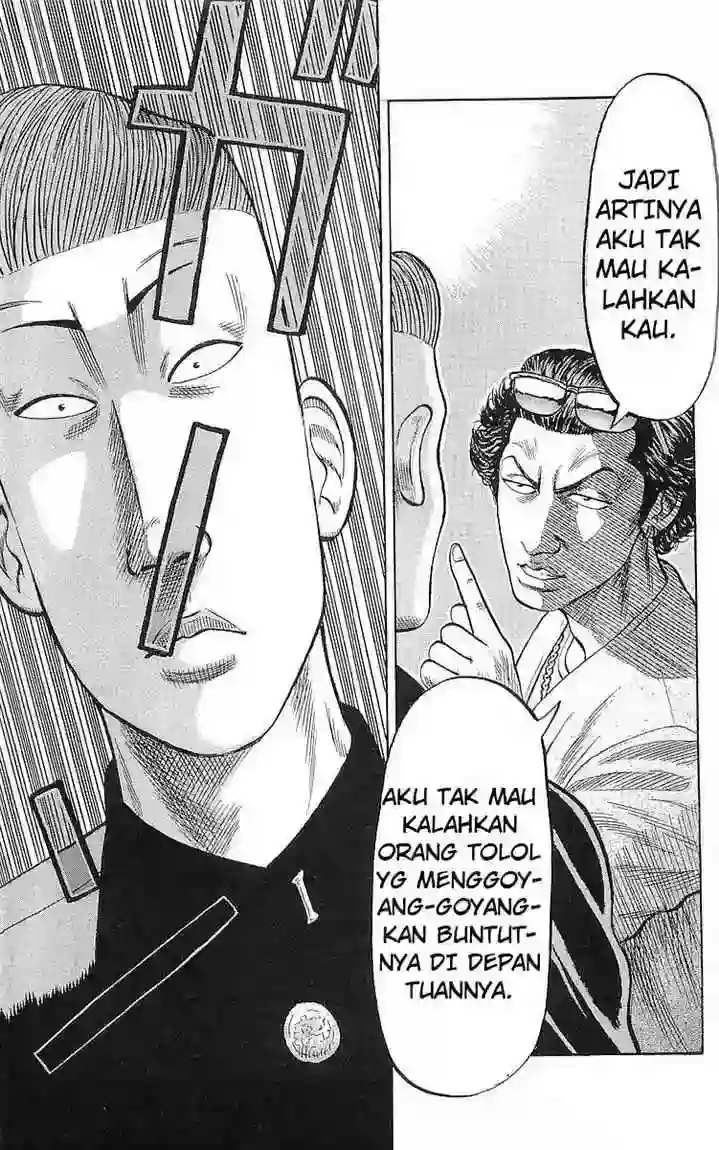 JADI
ARTINYA
AKU TAK
MAU KA-
LAHKAN
KAU.
AKU TAK MAU
KALAHKAN
ORANG TOLOL
YG MENGGOY-
ANG-GOYANG-
KAN BUNTUT-
NYA DI DEPAN
TUANNYA.
ガ
I